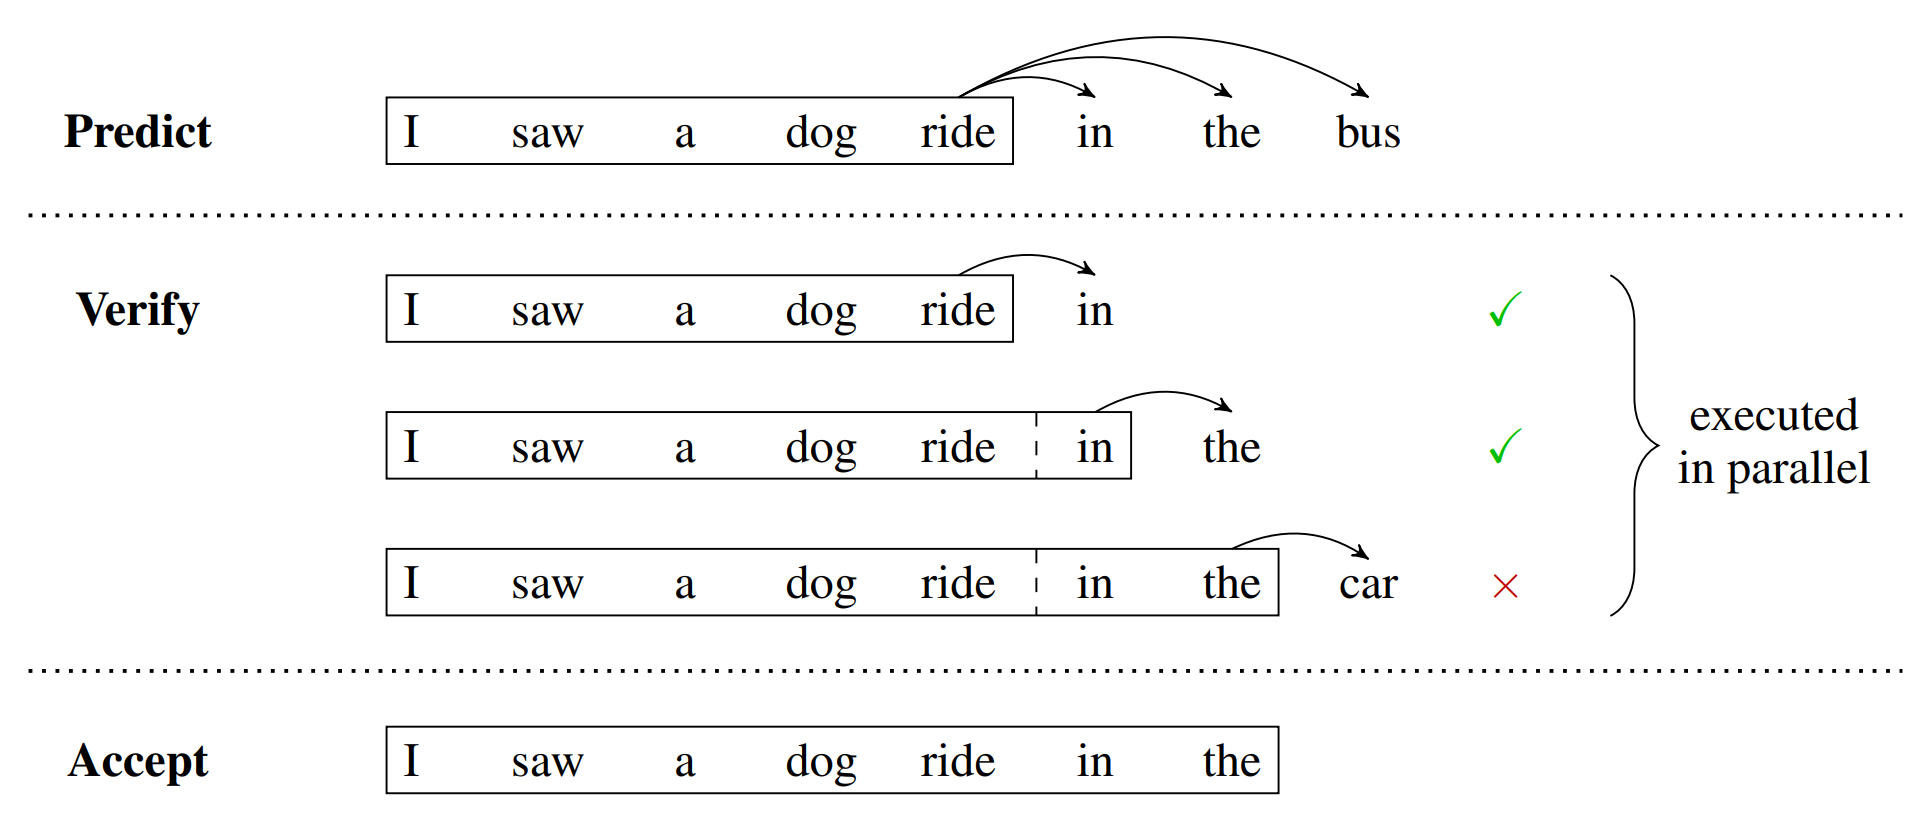 Predict I saw a dog ride in the bus
Verify I saw a dog ride in ✓
I saw a dog ride in the ✓
executed
in parallel
I saw a dog ride in the car ×
Accept I saw a dog ride in the